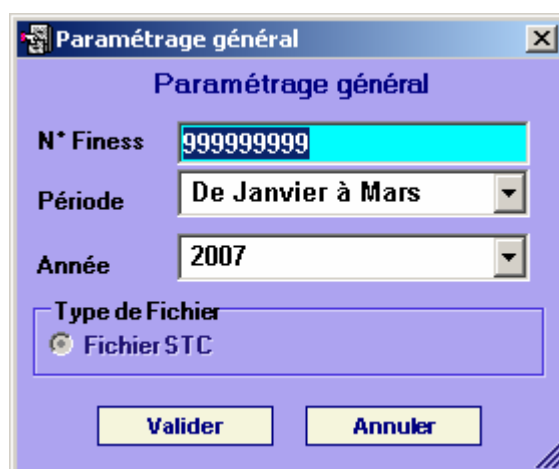 Paramétrage général
Paramétrage général
N° Finess 999999999
Période De Janvier à Mars
Année 2007
Type de Fichier
Fichier STC
Valider Annuler